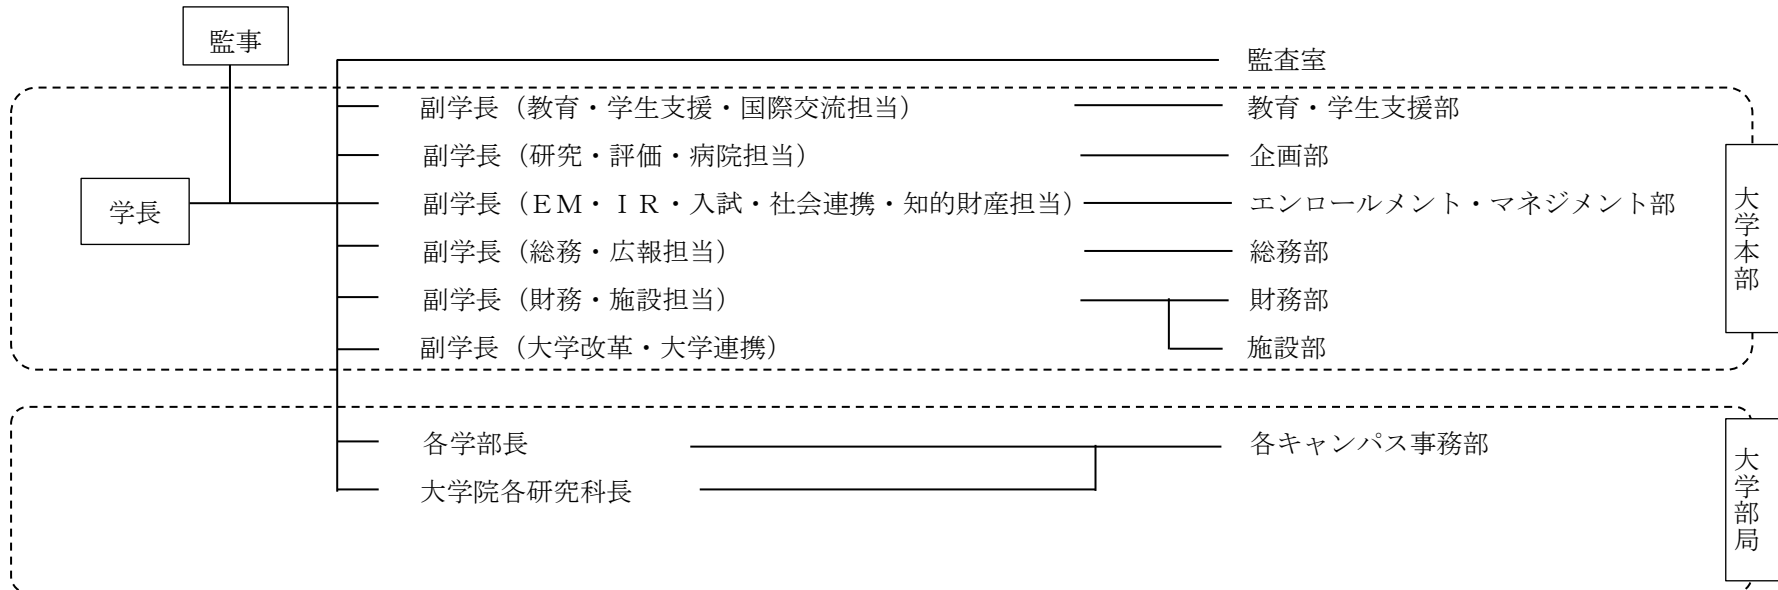 監事
監査室
副学長（教育・学生支援・国際交流担当） 教育・学生支援部
副学長（研究・評価・病院担当） 企画部
学長 副学長（ＥＭ・ＩＲ・入試・社会連携・知的財産担当） エンロールメント・マネジメント部
副学長（総務・広報担当） 総務部
副学長（財務・施設担当） 財務部
副学長（大学改革・大学連携） 施設部
大学本部
各学部長 各キャンパス事務部
大学院各研究科長
大学部局